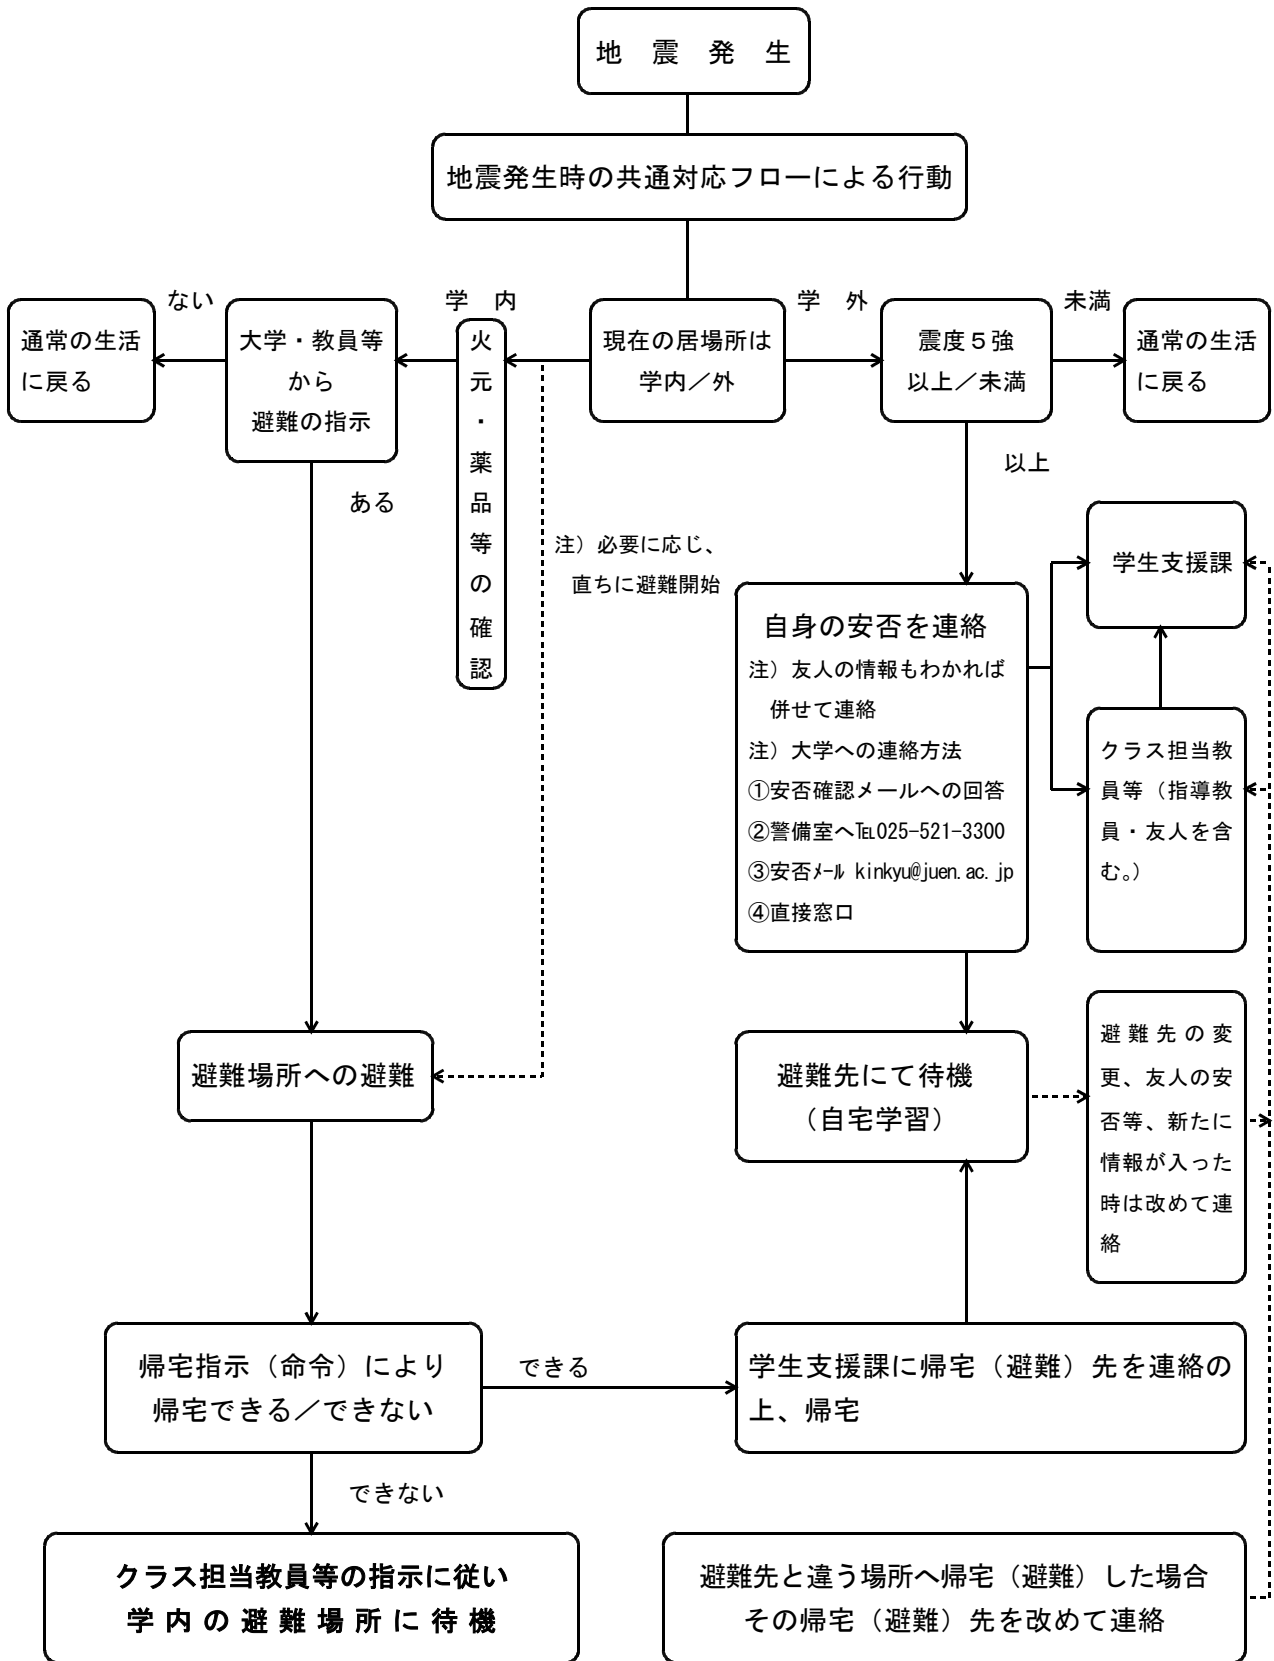 地　震　発　生
地震発生時の共通対応フローによる行動
ない
学　内
学　外
未満
通常の生活
に戻る
大学・教員等
から
避難の指示
火元・薬品等の確認
現在の居場所は
学内／外
震度５強
以上／未満
通常の生活
に戻る
ある
以上
注）必要に応じ、
直ちに避難開始
学生支援課
自身の安否を連絡
注）友人の情報もわかれば
併せて連絡
注）大学への連絡方法
①安否確認メールへの回答
②警備室へ℡025-521-3300
③安否ﾒｰﾙ kinkyu@juen.ac.jp
④直接窓口
クラス担当教
員等（指導教
員・友人を含
む。）
避難場所への避難
避難先にて待機
（自宅学習）
避難先の変
更、友人の安
否等、新たに
情報が入った
時は改めて連
絡
帰宅指示（命令）により
帰宅できる／できない
できる
学生支援課に帰宅（避難）先を連絡の
上、帰宅
できない
クラス担当教員等の指示に従い
学内の避難場所に待機
避難先と違う場所へ帰宅（避難）した場合
その帰宅（避難）先を改めて連絡